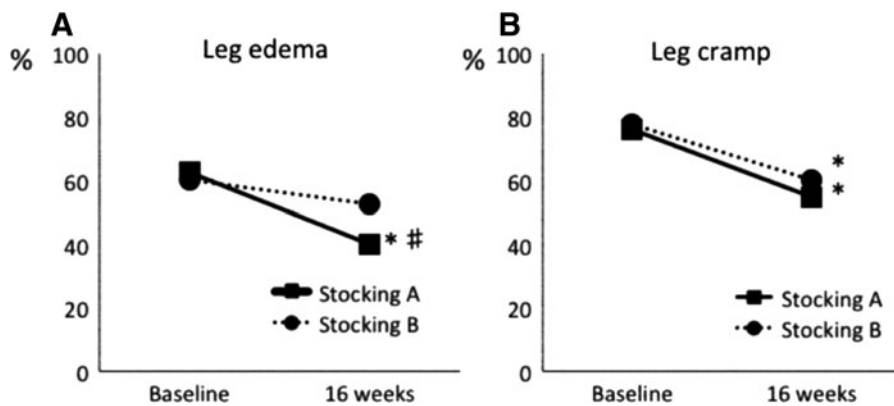 A
Leg edema
%
100
80
60
40
20
0
* #
Stocking A
Stocking B
Baseline 16 weeks
B
Leg cramp
%
100
80
60
40
20
0
*
*
Stocking A
Stocking B
Baseline 16 weeks